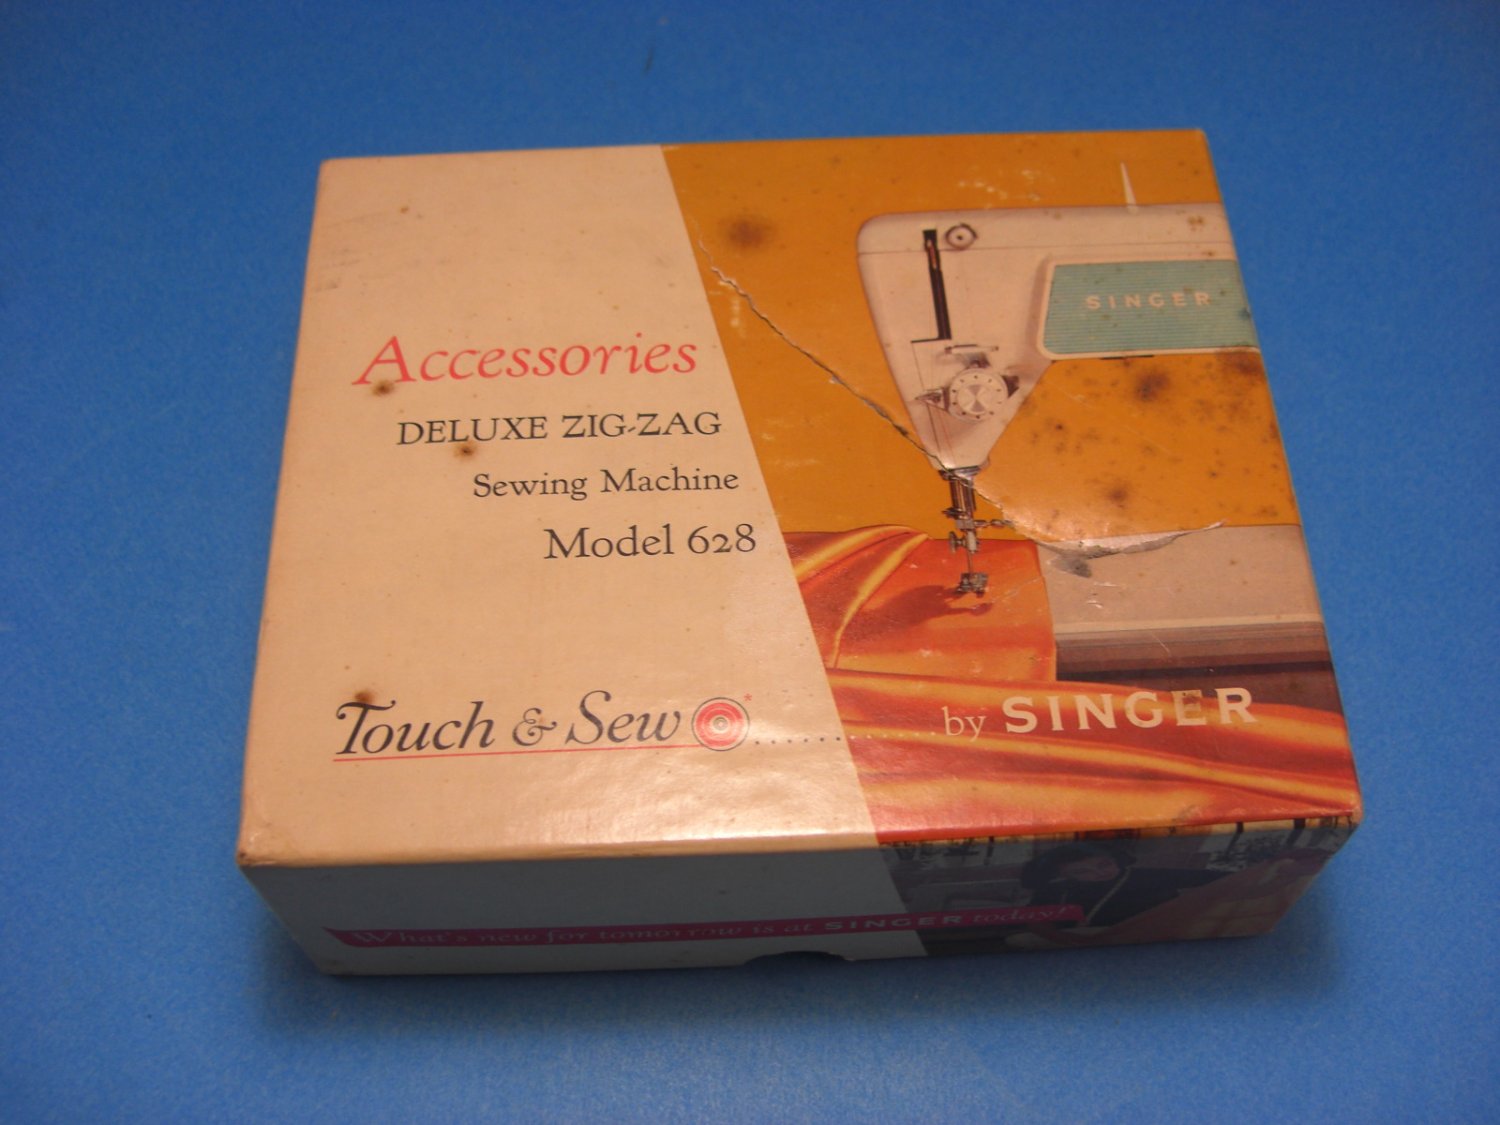 SINGER
Accessories
DELUXE ZIG-ZAG
Sewing Machine
Model 628
Touch & Sew * .............. by SINGER
What's new for tomorrow is at SINGER today!